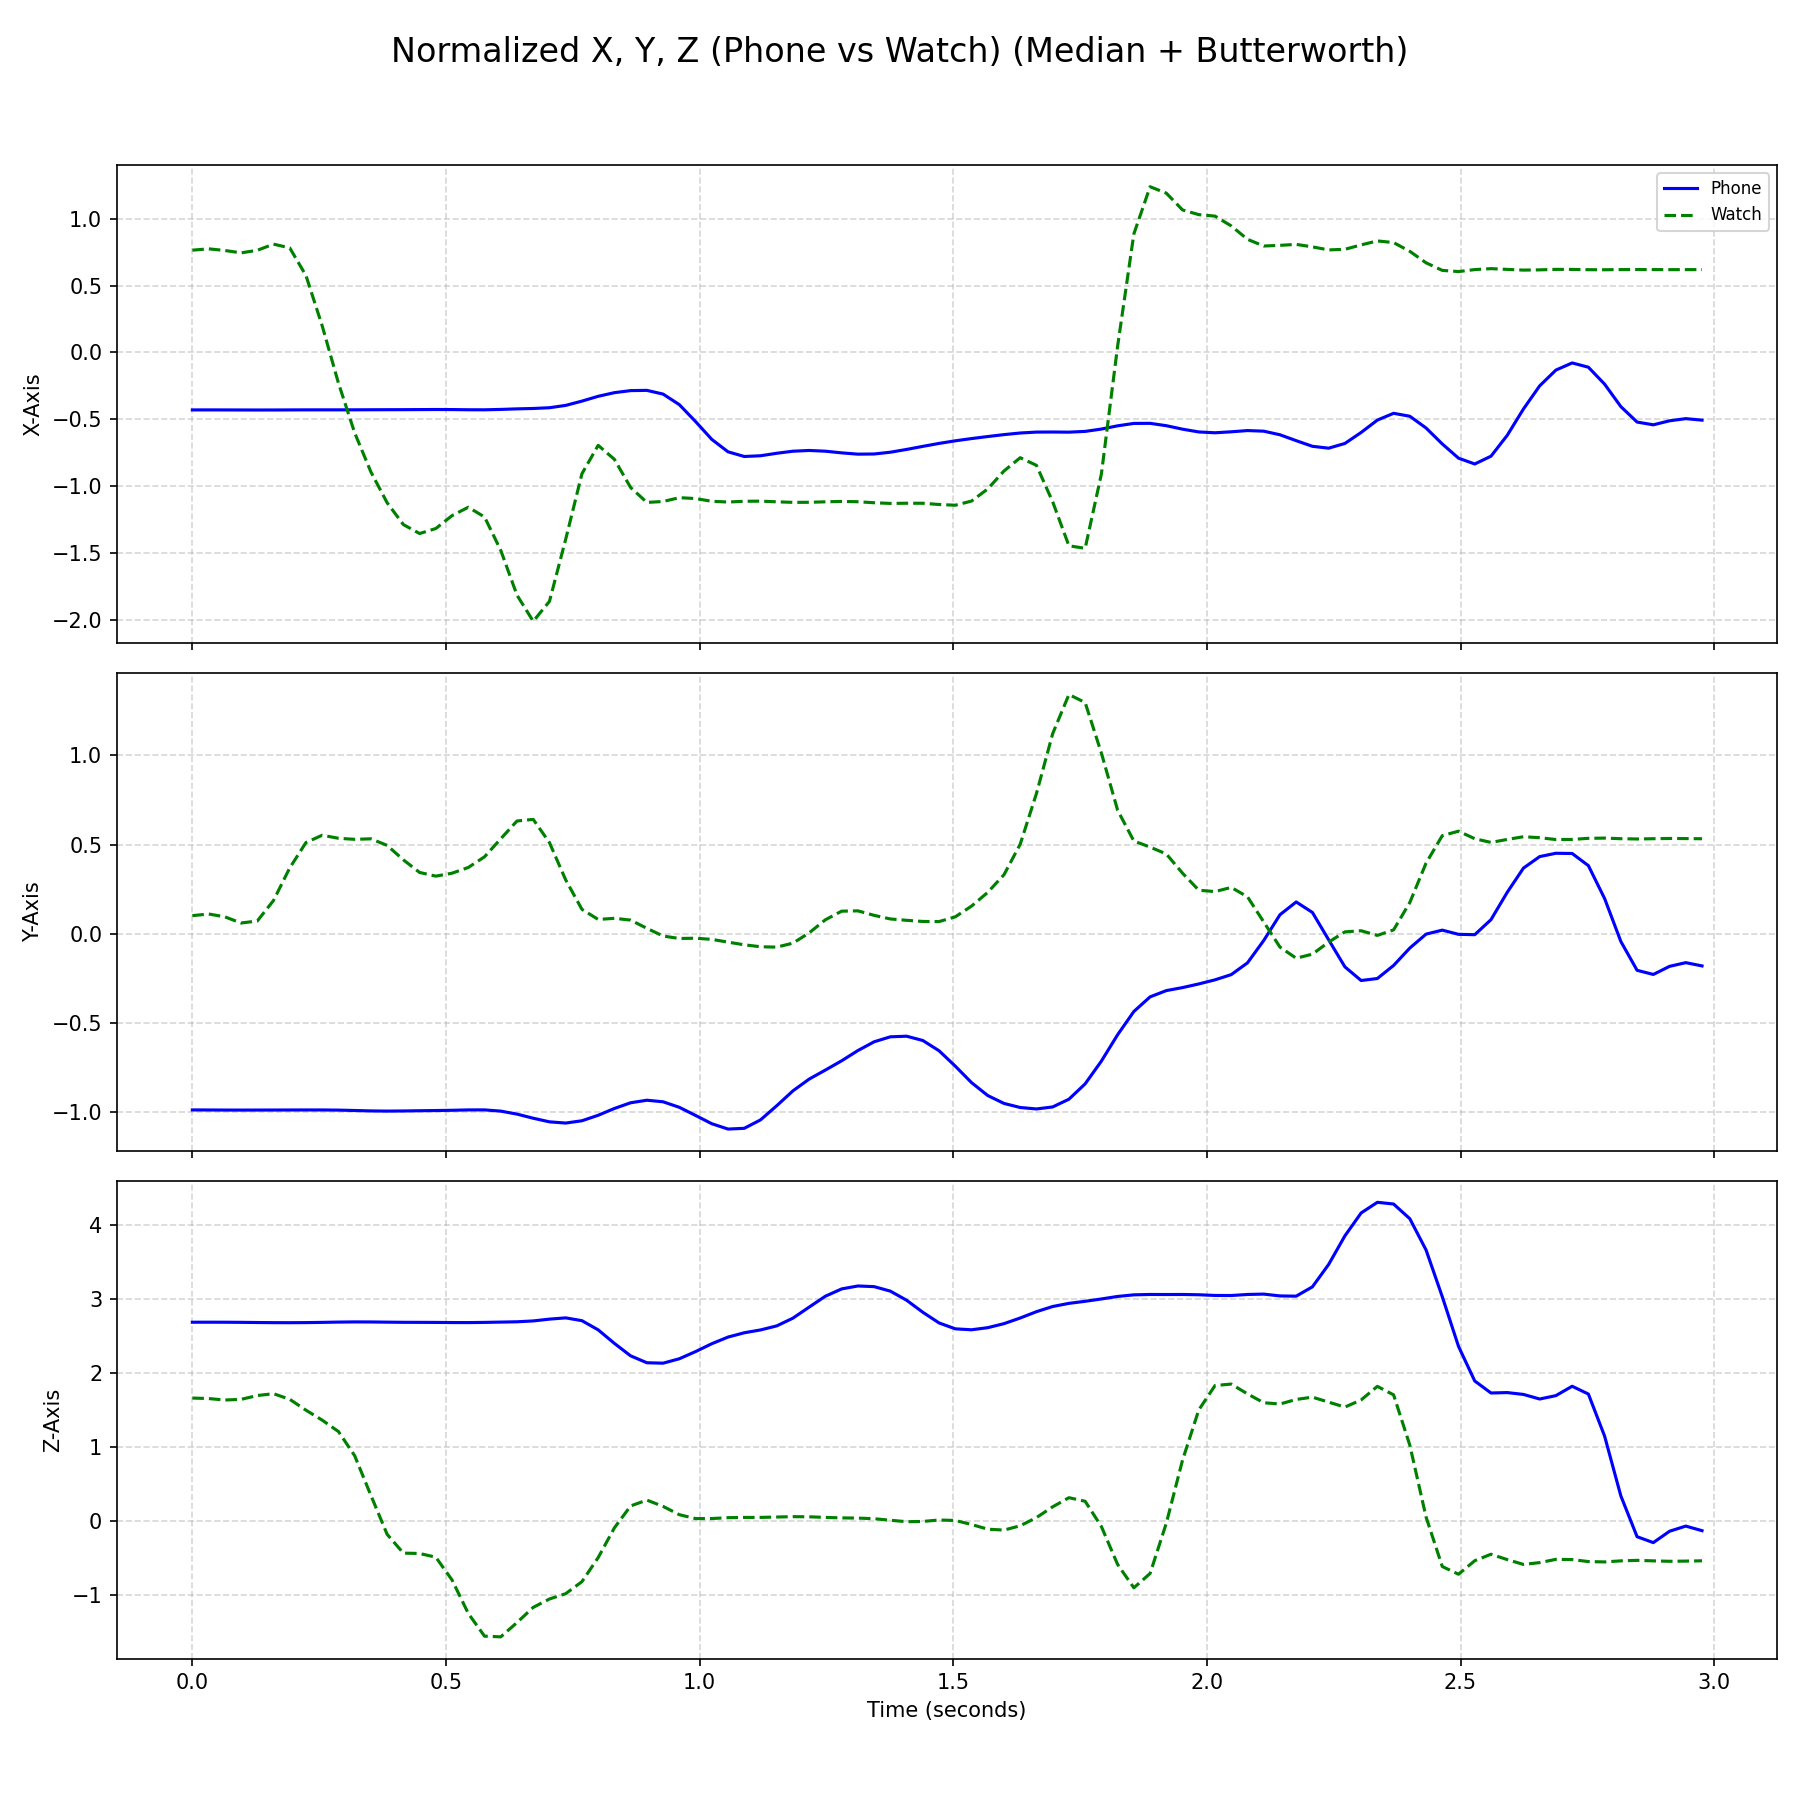 Normalized X, Y, Z (Phone vs Watch) (Median + Butterworth)
Phone
Watch
X-Axis
1.0
0.5
0.0
−0.5
−1.0
−1.5
−2.0
Y-Axis
1.0
0.5
0.0
−0.5
−1.0
Z-Axis
4
3
2
1
0
−1
0.0 0.5 1.0 1.5 2.0 2.5 3.0
Time (seconds)